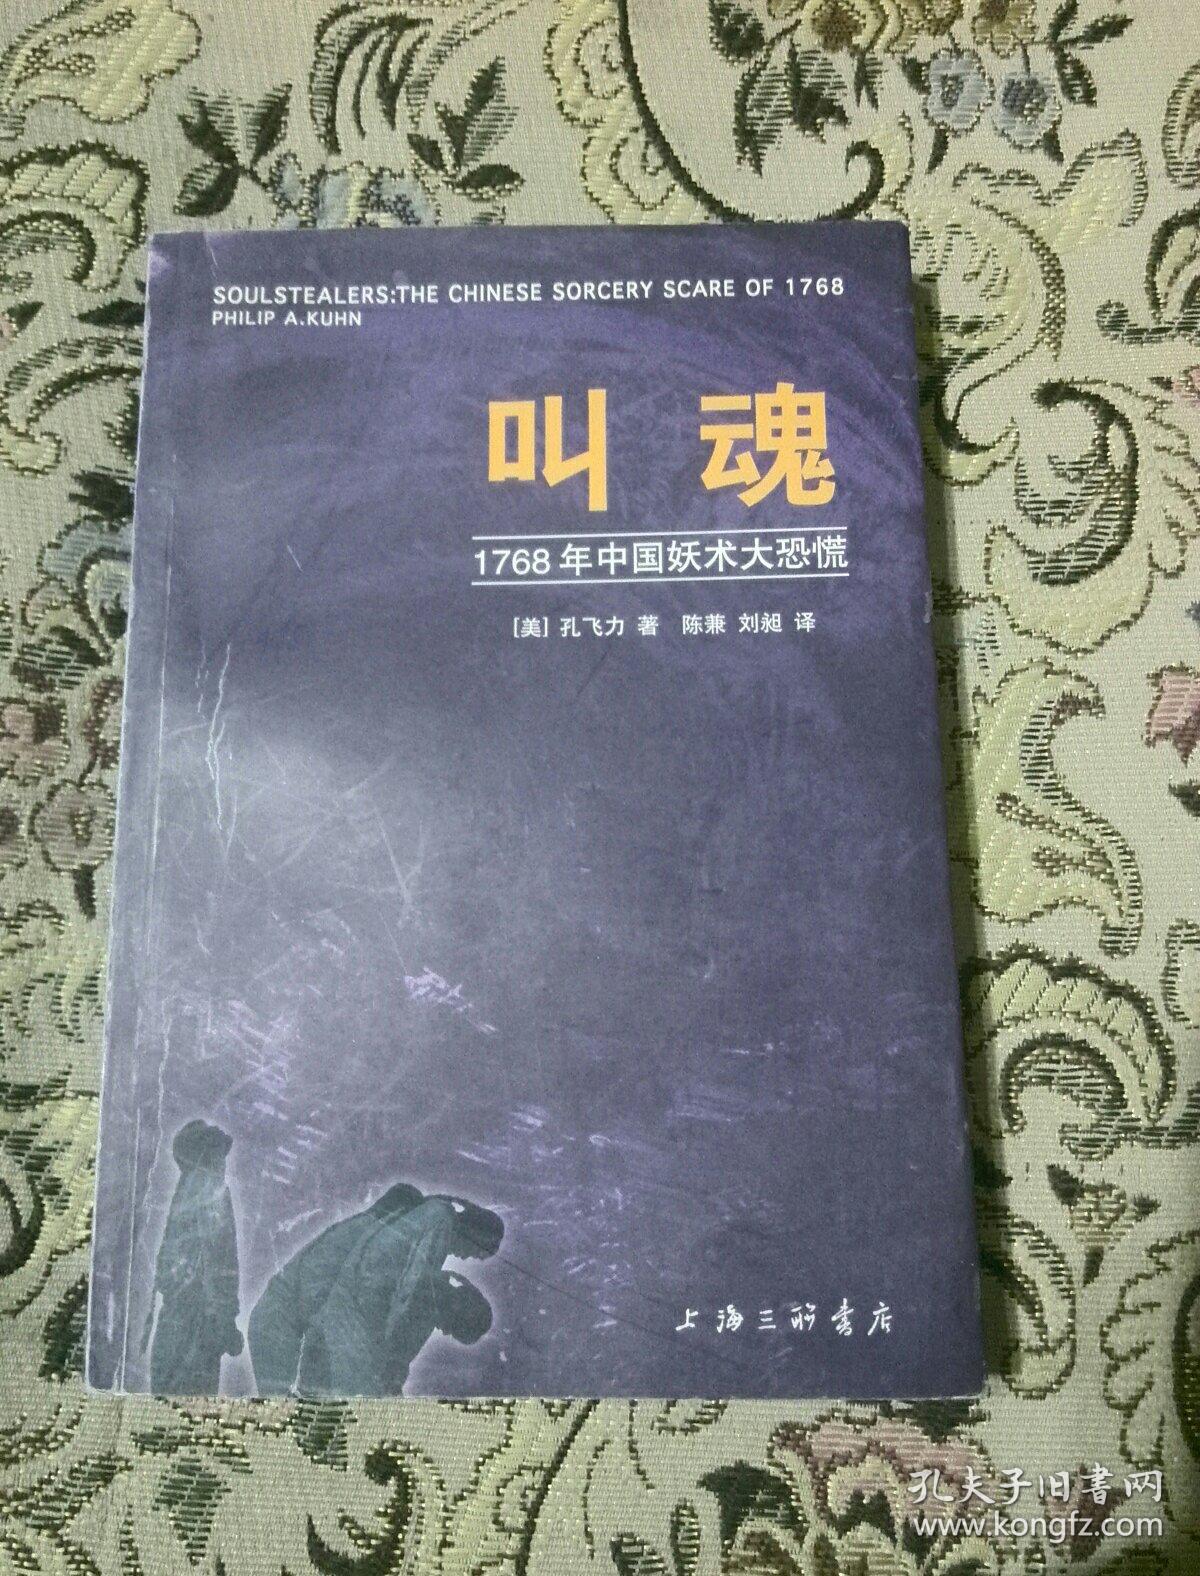 SOULSTEALERS:THE CHINESE SORCERY SCARE OF 1768
PHILIP A.KUHN
叫魂
1768年中国妖术大恐慌
[美] 孔飞力 著 陈兼 刘昶 译
上海三联书店
孔夫子旧書网
www.kongfz.com